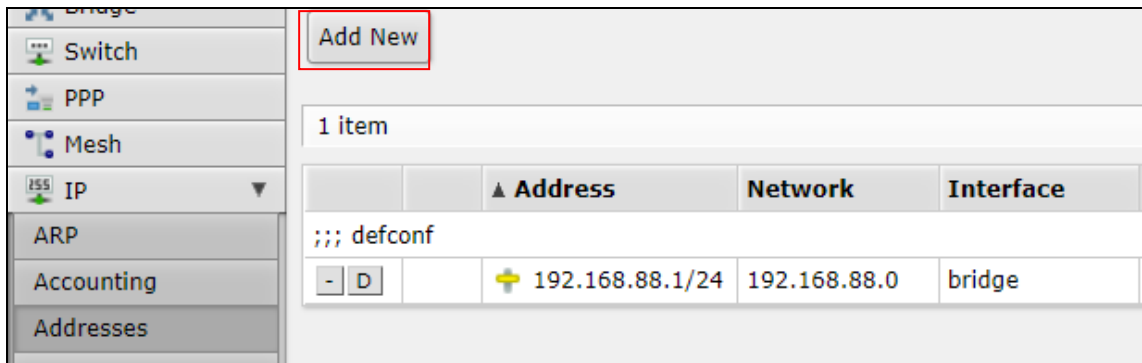 Bridge
Switch
PPP
Mesh
IP ▼
ARP
Accounting
Addresses
Add New
1 item
▲ Address Network Interface
;;; defconf
- D 192.168.88.1/24 192.168.88.0 bridge